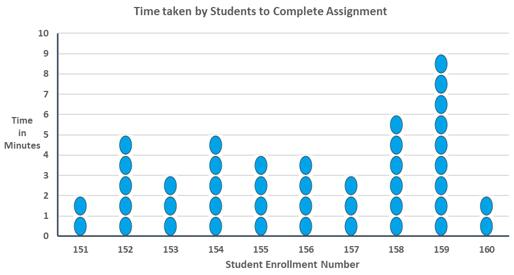 Time taken by Students to Complete Assignment
10
9
8
7
6
5
4
3
2
1
0
Time
in
Minutes
151 152 153 154 155 156 157 158 159 160
Student Enrollment Number